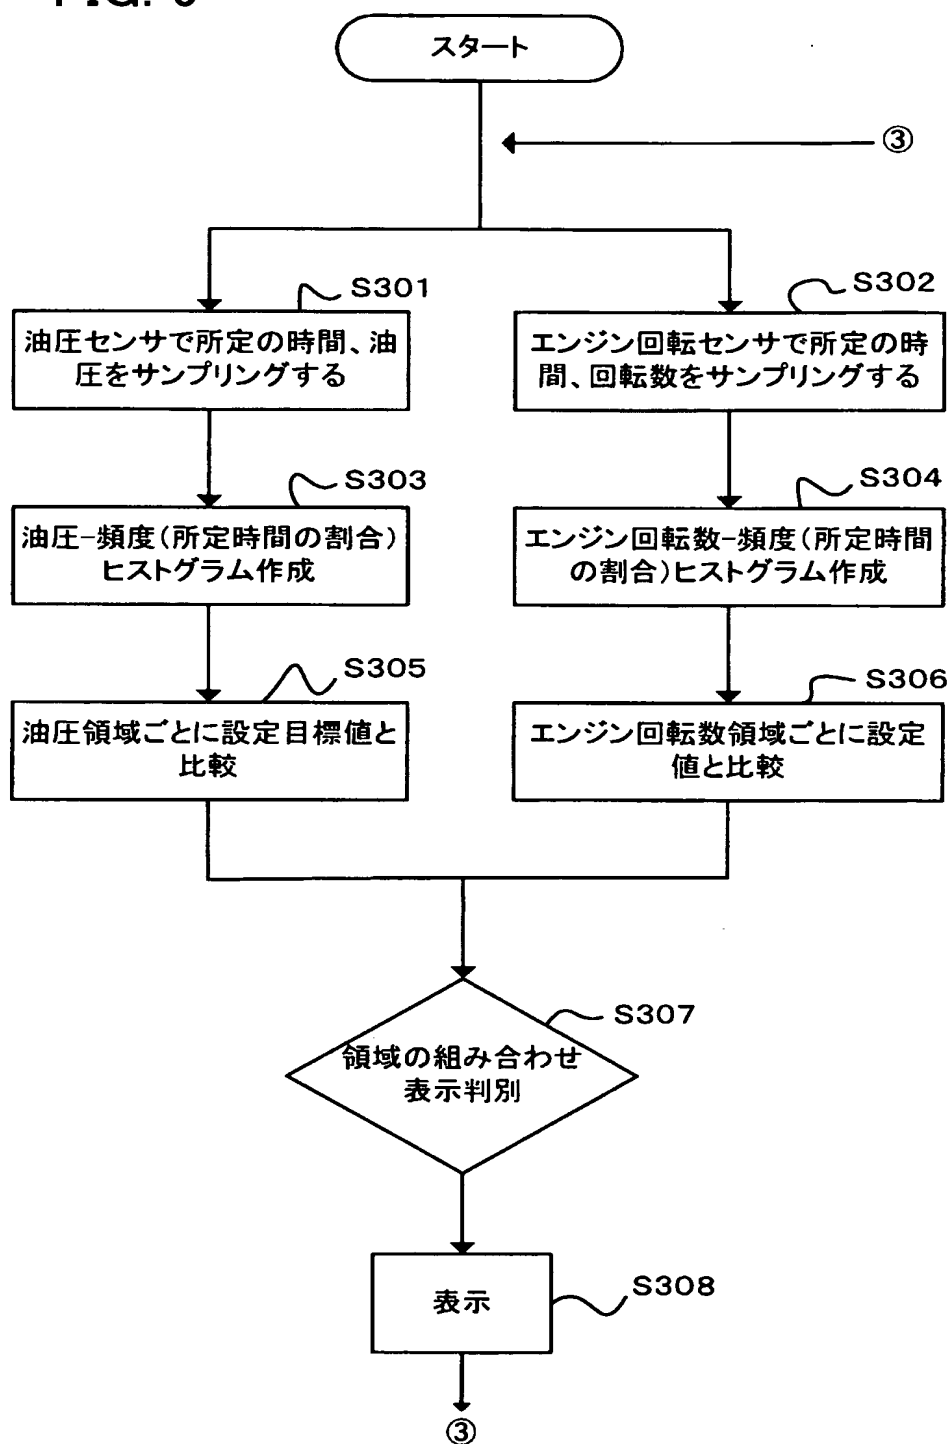 スタート
③
S301
油圧センサで所定の時間、油
圧をサンプリングする
S302
エンジン回転センサで所定の時
間、回転数をサンプリングする
S303
油圧-頻度(所定時間の割合)
ヒストグラム作成
S304
エンジン回転数-頻度(所定時間
の割合)ヒストグラム作成
S305
油圧領域ごとに設定目標値と
比較
S306
エンジン回転数領域ごとに設定
値と比較
S307
領域の組み合わせ
表示判別
S308
表示
③